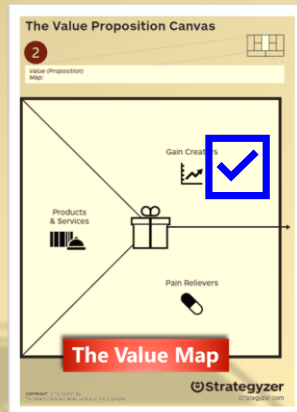 The Value Proposition Canvas
2
Value (Proposition)
Map:
Gain Creators
Products
& Services
Pain Relievers
The Value Map
Strategyzer
strategyzer.com